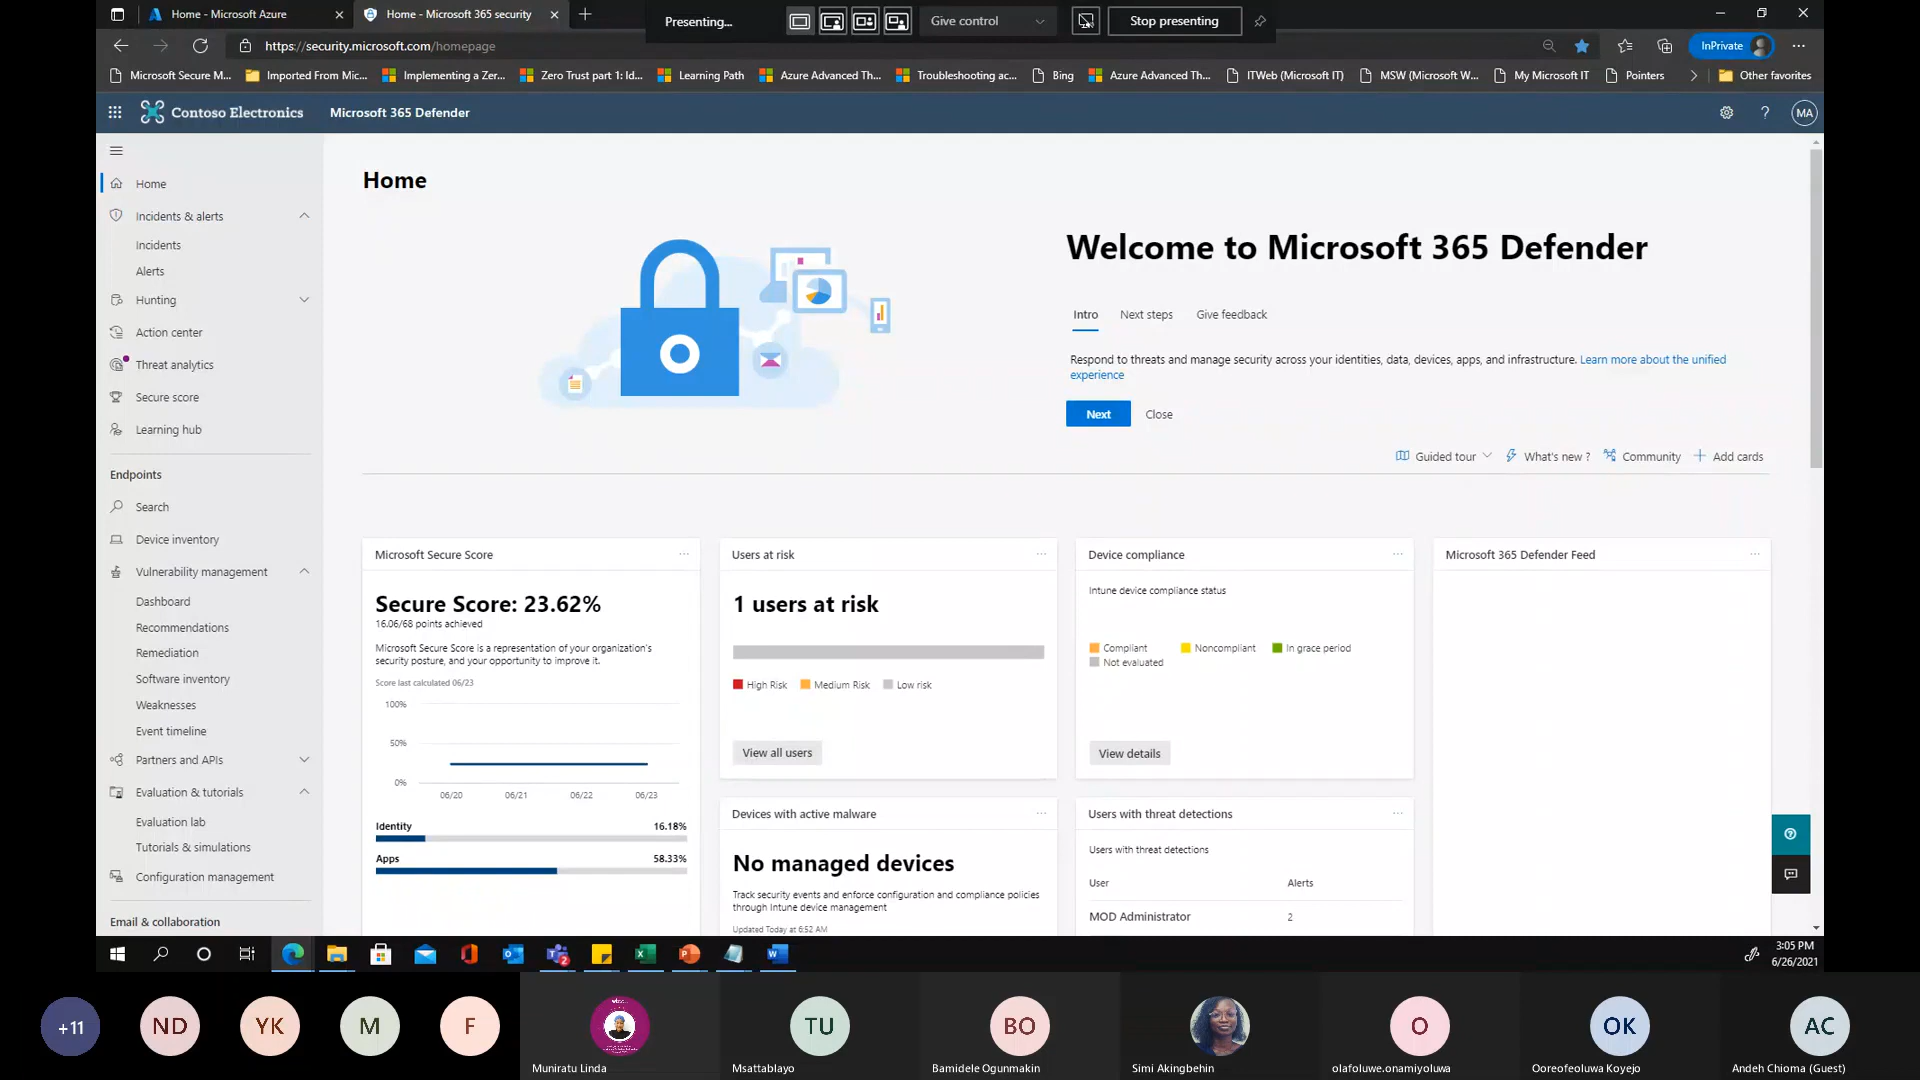 Home - Microsoft Azure
Home - Microsoft 365 security
Presenting...
Give control
Stop presenting
https://security.microsoft.com/homepage
InPrivate
Microsoft Secure M...
Imported From Mic...
Implementing a Zer...
Zero Trust part 1: Id...
Learning Path
Azure Advanced Th...
Troubleshooting ac...
Bing
Azure Advanced Th...
ITWeb (Microsoft IT)
MSW (Microsoft W...
My Microsoft IT
Pointers
Other favorites
Contoso Electronics
Microsoft 365 Defender
?
MA
Home
Incidents & alerts
Incidents
Alerts
Hunting
Action center
Threat analytics
Secure score
Learning hub
Endpoints
Search
Device inventory
Vulnerability management
Dashboard
Recommendations
Remediation
Software inventory
Weaknesses
Event timeline
Partners and APIs
Evaluation & tutorials
Evaluation lab
Tutorials & simulations
Configuration management
Email & collaboration
Home
Welcome to Microsoft 365 Defender
Intro
Next steps
Give feedback
Respond to threats and manage security across your identities, data, devices, apps, and infrastructure. Learn more about the unified
experience
Next
Close
Guided tour
What's new ?
Community
Add cards
Microsoft Secure Score
Secure Score: 23.62%
16.06/68 points achieved
Microsoft Secure Score is a representation of your organization's
security posture, and your opportunity to improve it.
Score last calculated 06/23
100%
50%
0%
06/20
06/21
06/22
06/23
Identity
16.18%
Apps
58.33%
Users at risk
1 users at risk
High Risk
Medium Risk
Low risk
View all users
Device compliance
Intune device compliance status
Compliant
Noncompliant
In grace period
Not evaluated
View details
Microsoft 365 Defender Feed
Devices with active malware
No managed devices
Track security events and enforce configuration and compliance policies
through Intune device management
Updated Today at 6:52 AM
Users with threat detections
Users with threat detections
User
Alerts
MOD Administrator
2
3:05 PM
6/26/2021
+11
ND
YK
M
F
TU
BO
O
OK
AC
Muniratu Linda
Msattablayo
Bamidele Ogunmakin
Simi Akingbehin
olafoluwe.onamiyoluwa
Ooreofeoluwa Koyejo
Andeh Chioma (Guest)